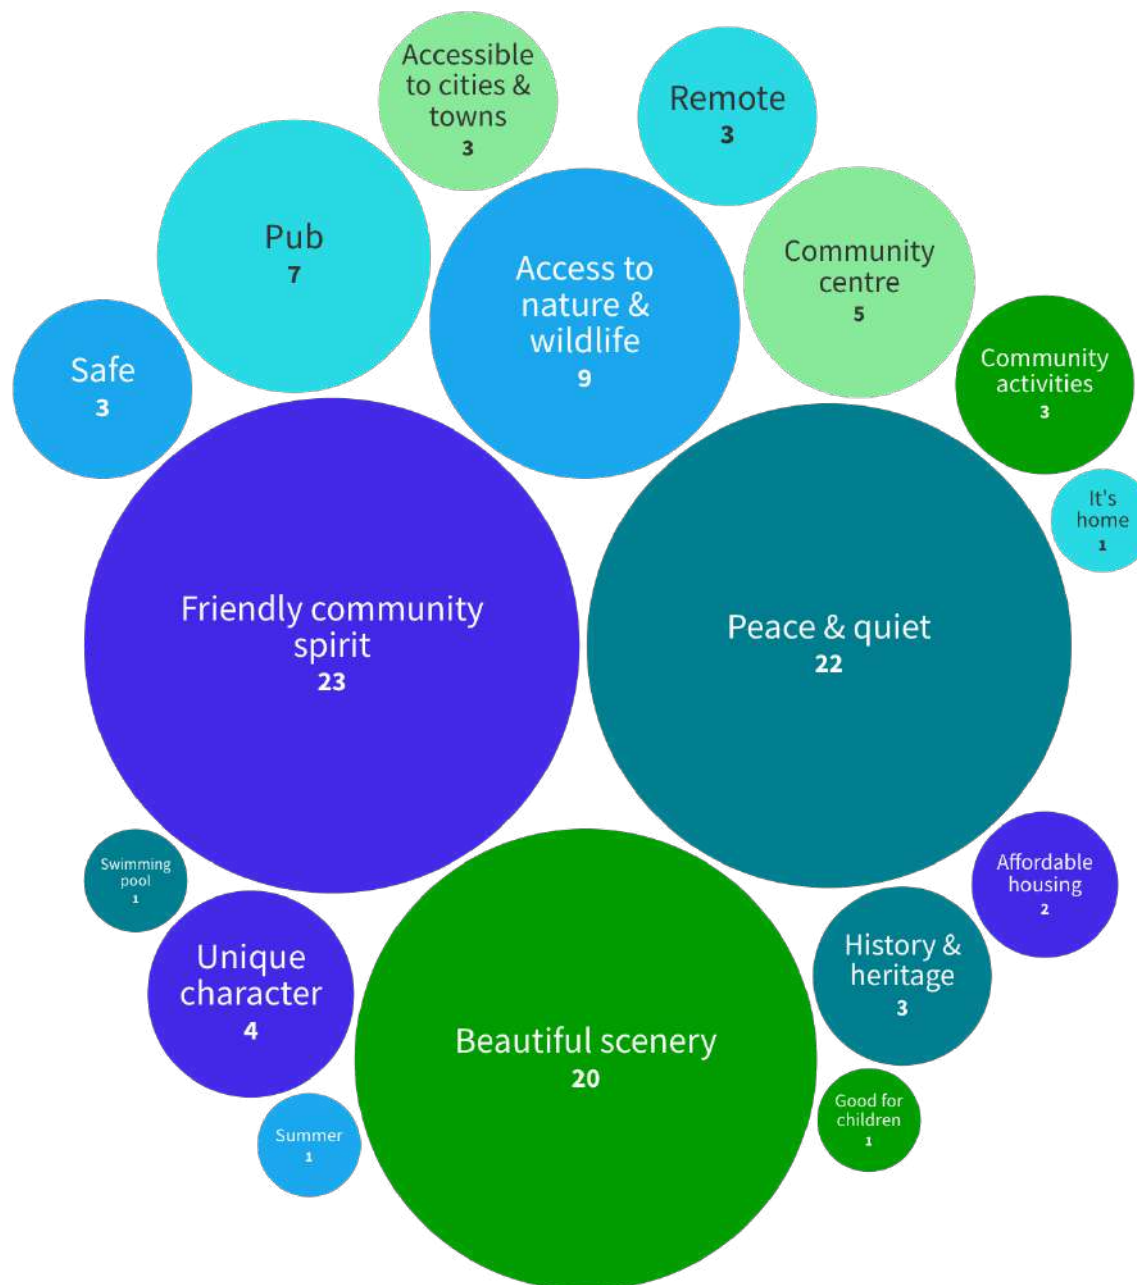 Accessible
to cities &
towns
3
Remote
3
Pub
7
Access to
nature &
wildlife
9
Community
centre
5
Safe
3
Community
activities
3
It's
home
1
Friendly community
spirit
23
Peace & quiet
22
Swimming
pool
1
Affordable
housing
2
Unique
character
4
History &
heritage
3
Beautiful scenery
20
Good for
children
1
Summer
1